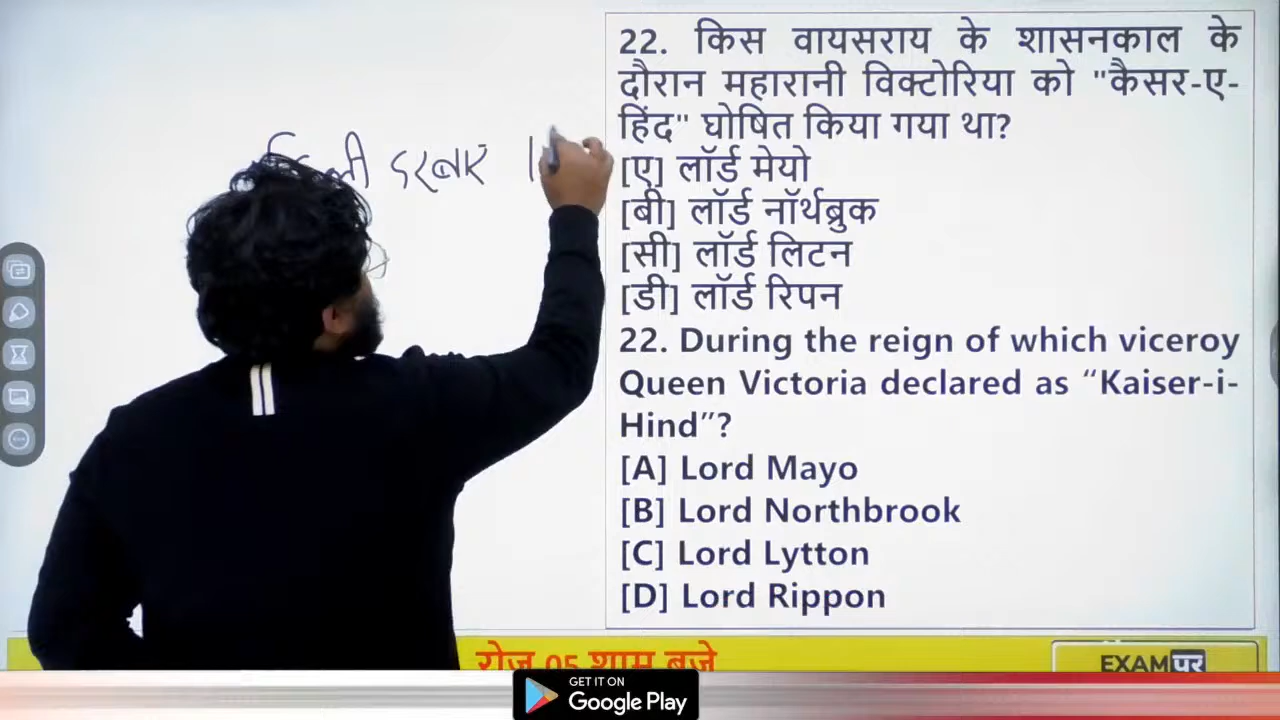 दरबार
22. किस वायसराय के शासनकाल के
दौरान महारानी विक्टोरिया को "कैसर-ए-
हिंद" घोषित किया गया था?
[ए] लॉर्ड मेयो
[बी] लॉर्ड नॉर्थब्रुक
[सी] लॉर्ड लिटन
[डी] लॉर्ड रिपन
22. During the reign of which viceroy
Queen Victoria declared as “Kaiser-i-
Hind”?
[A] Lord Mayo
[B] Lord Northbrook
[C] Lord Lytton
[D] Lord Rippon
रोज 05 शाम बजे
EXAMपुर
GET IT ON
Google Play